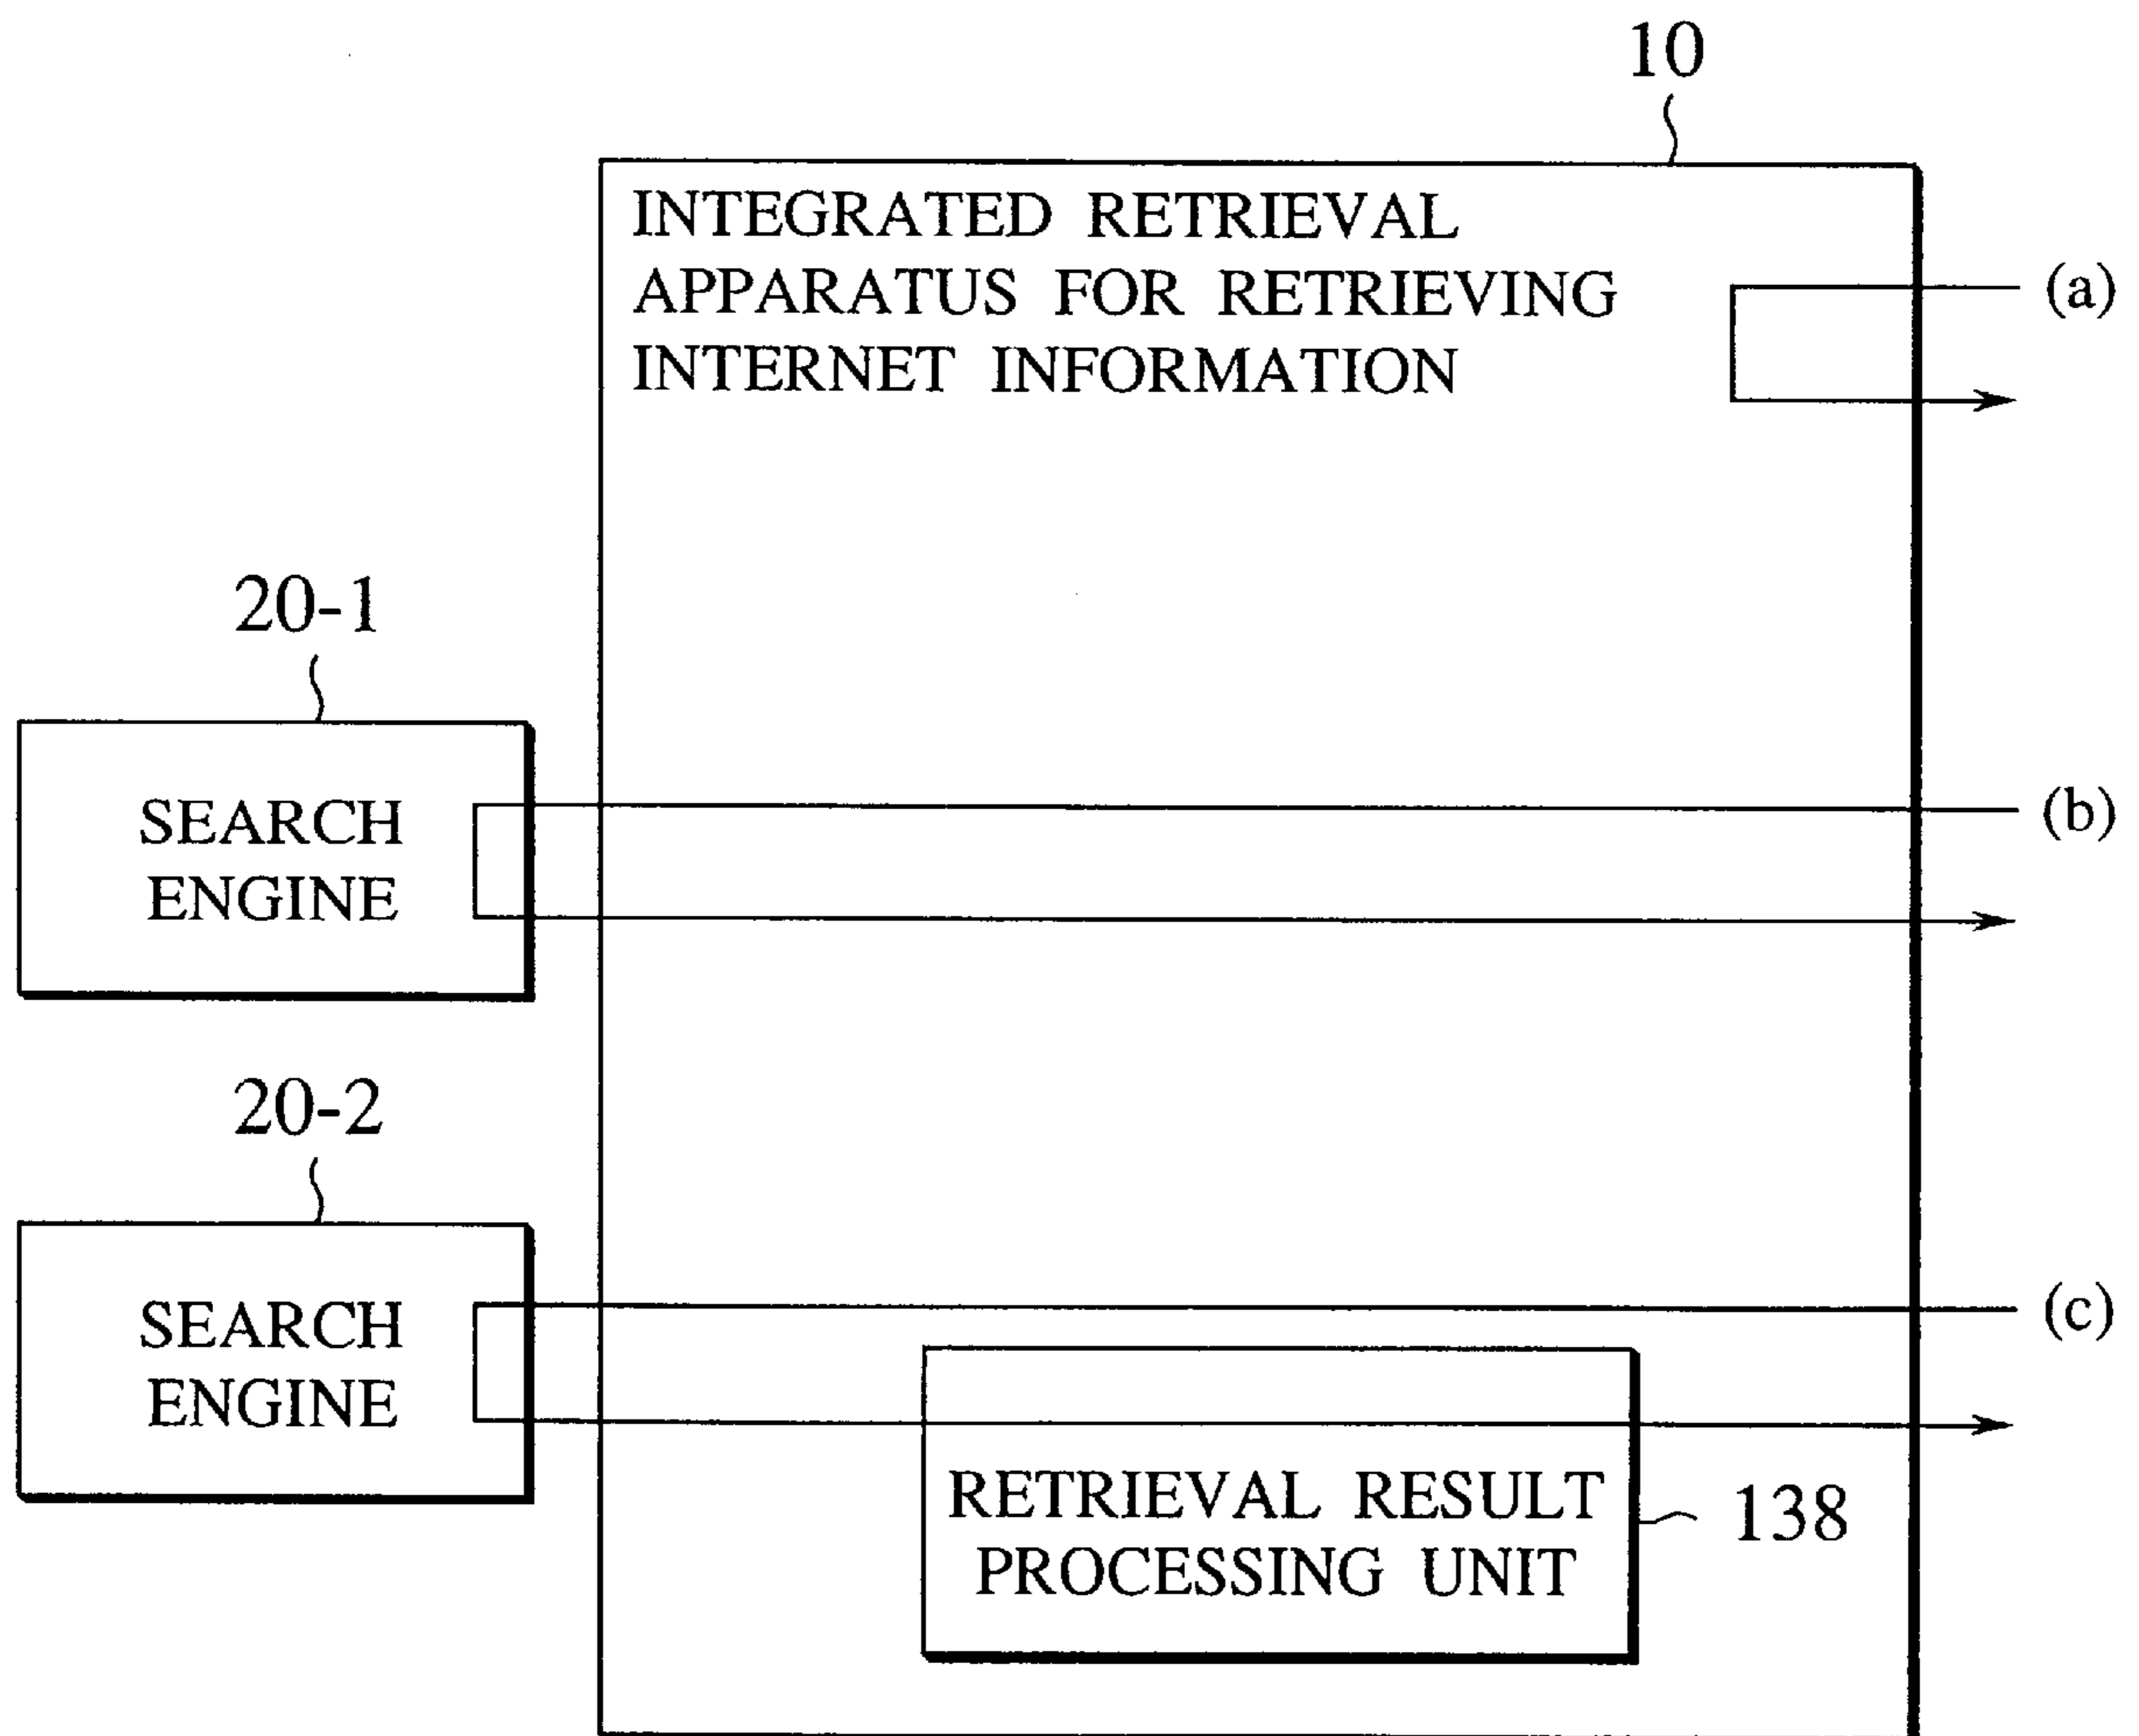 10
INTEGRATED RETRIEVAL
APPARATUS FOR RETRIEVING
INTERNET INFORMATION
(a)
20-1
SEARCH
ENGINE
(b)
20-2
SEARCH
ENGINE
(c)
RETRIEVAL RESULT
PROCESSING UNIT
138